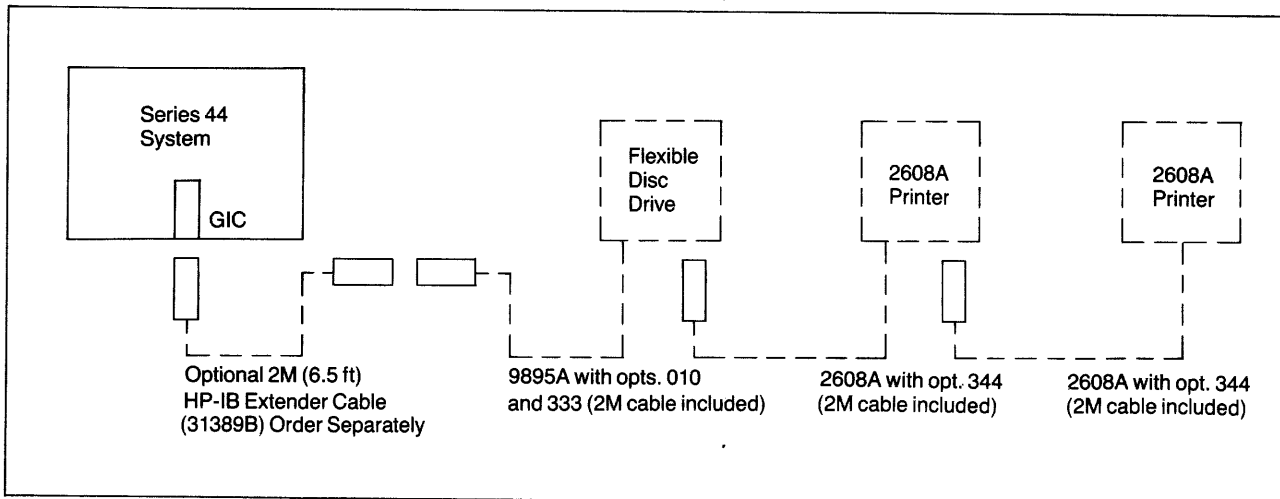 Series 44
System
GIC
Flexible
Disc
Drive
2608A
Printer
2608A
Printer
Optional 2M (6.5 ft)
HP-IB Extender Cable
(31389B) Order Separately
9895A with opts. 010
and 333 (2M cable included)
2608A with opt. 344
(2M cable included)
2608A with opt. 344
(2M cable included)